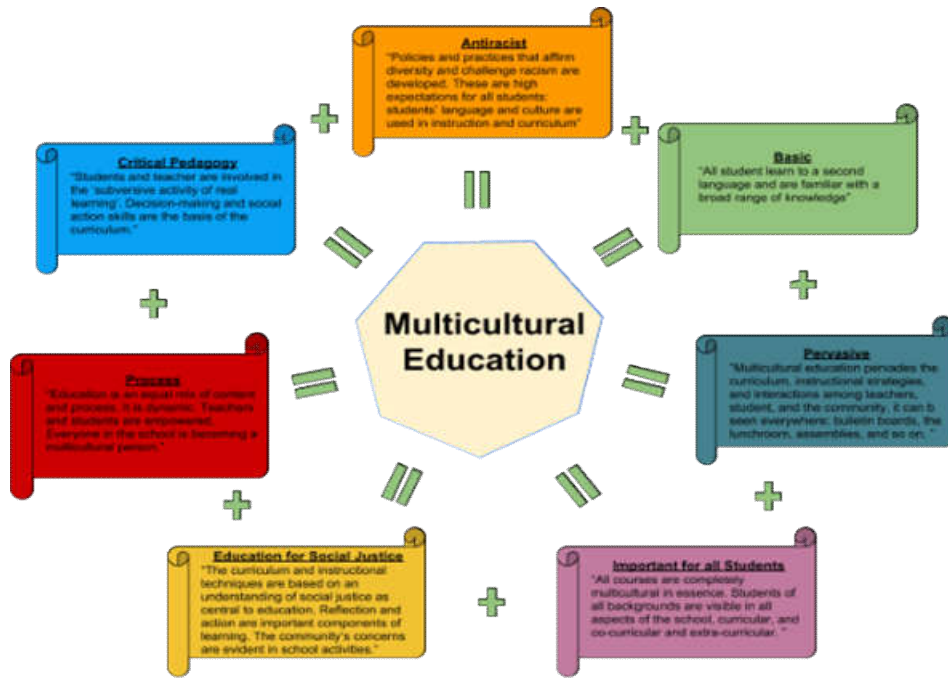 Antiracist
"Policies and practices that affirm
diversity and challenge racism are
developed. These are high
expectations for all students:
students' language and culture are
used in instruction and curriculum"
Critical Pedagogy
"Students and teacher are involved in
the 'subversive activity of real
learning'. Decision-making and social
action skills are the basis of the
curriculum."
Basic
"All student learn to a second
language and are familiar with a
broad range of knowledge"
Multicultural
Education
Process
"Education is an equal mix of content
and process. It is dynamic. Teachers
and students are empowered.
Everyone in the school is becoming a
multicultural person."
Pervasive
"Multicultural education pervades the
curriculum, instructional strategies,
and interactions among teachers,
student, and the community, it can b
seen everywhere: bulletin boards, the
lunchroom, assemblies, and so on. "
Education for Social Justice
"The curriculum and instructional
techniques are based on an
understanding of social justice as
central to education. Reflection and
action are important components of
learning. The community's concerns
are evident in school activities."
Important for all Students
"All courses are completely
multicultural in essence. Students of
all backgrounds are visible in all
aspects of the school, curricular, and
co-curricular and extra-curricular. "